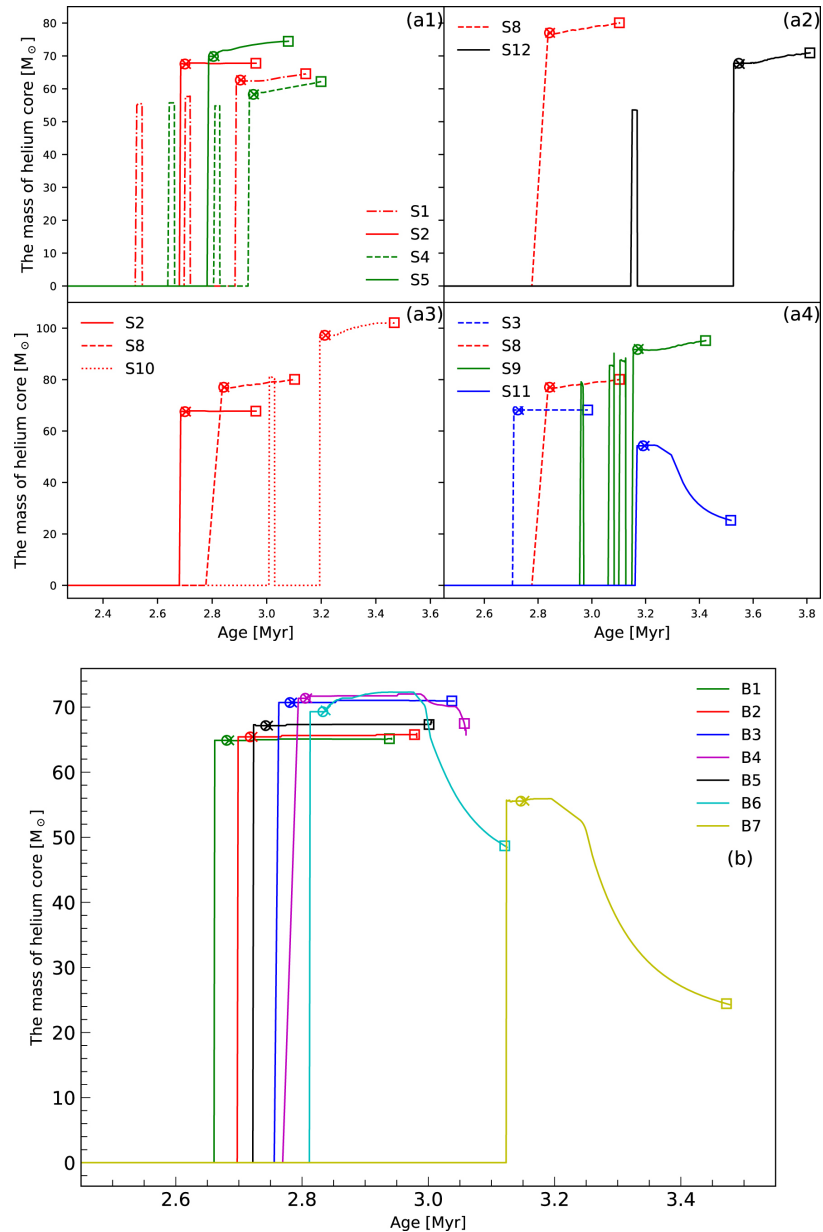 (a1)
(a2)
The mass of helium core [M⊙]
80
70
60
50
40
30
20
10
0
S1
S2
S4
S5
S8
S12
(a3)
(a4)
The mass of helium core [M⊙]
100
80
60
40
20
0
S2
S8
S10
S3
S8
S9
S11
2.4 2.6 2.8 3.0 3.2 3.4 3.6
2.6 2.8 3.0 3.2 3.4 3.6 3.8
Age [Myr]
Age [Myr]
The mass of helium core [M⊙]
70
60
50
40
30
20
10
0
B1
B2
B3
B4
B5
B6
B7
(b)
2.6 2.8 3.0 3.2 3.4
Age [Myr]